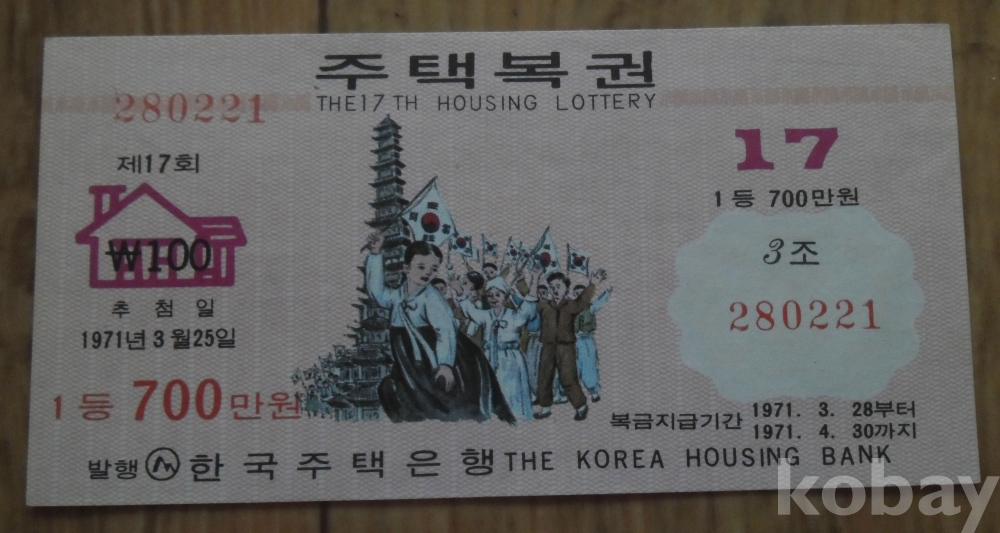 주택복권
THE 17 TH HOUSING LOTTERY
280221
제17회
₩100
추첨일
1971년 3월25일
1등 700만원
17
1등 700만원
3조
280221
복금지급기간 1971. 3. 28부터
1971. 4. 30까지
발행 한국주택은행 THE KOREA HOUSING BANK
kobay